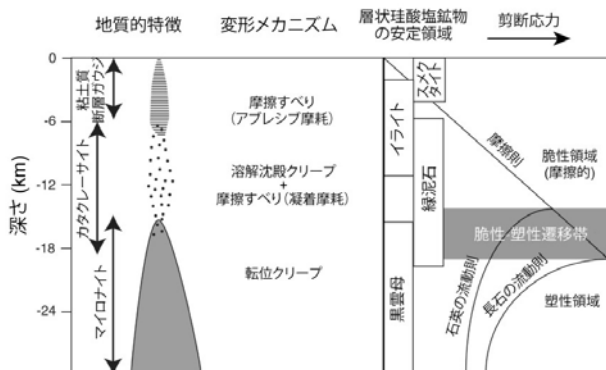 地質的特徴
変形メカニズム
層状珪酸塩鉱物
の安定領域
剪断応力
深さ (km)
0
-6
-12
-18
-24
粘土質
断層ガウジ
カタクレーサイト
マイロナイト
摩擦すべり
(アブレシブ摩耗)
溶解沈殿クリープ
+
摩擦すべり(凝着摩耗)
転位クリープ
イライト
黒雲母
スメク
タイト
緑泥石
摩擦則
脆性領域
(摩擦的)
脆性-塑性遷移帯
石英の流動則
長石の流動則
塑性領域